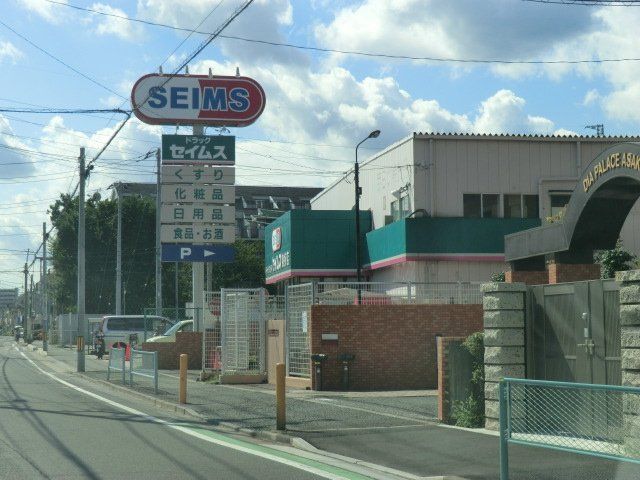 SEIMS
ドラッグ
セイムス
くすり
化粧品
日用品
食品・お酒
P
DIA PALACE ASAK